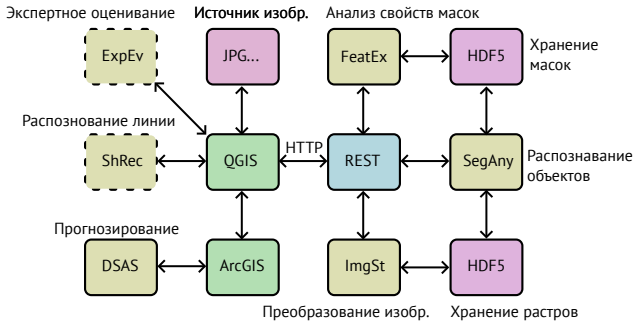 Экспертное оценивание
Источник изобр.
Анализ свойств масок
ExpEv
JPG...
FeatEx
HDF5
Хранение
масок
Распознование линии
HTTP
ShRec
QGIS
REST
SegAny
Распознавание
объектов
Прогнозирование
DSAS
ArcGIS
ImgSt
HDF5
Преобразование изобр.
Хранение растров